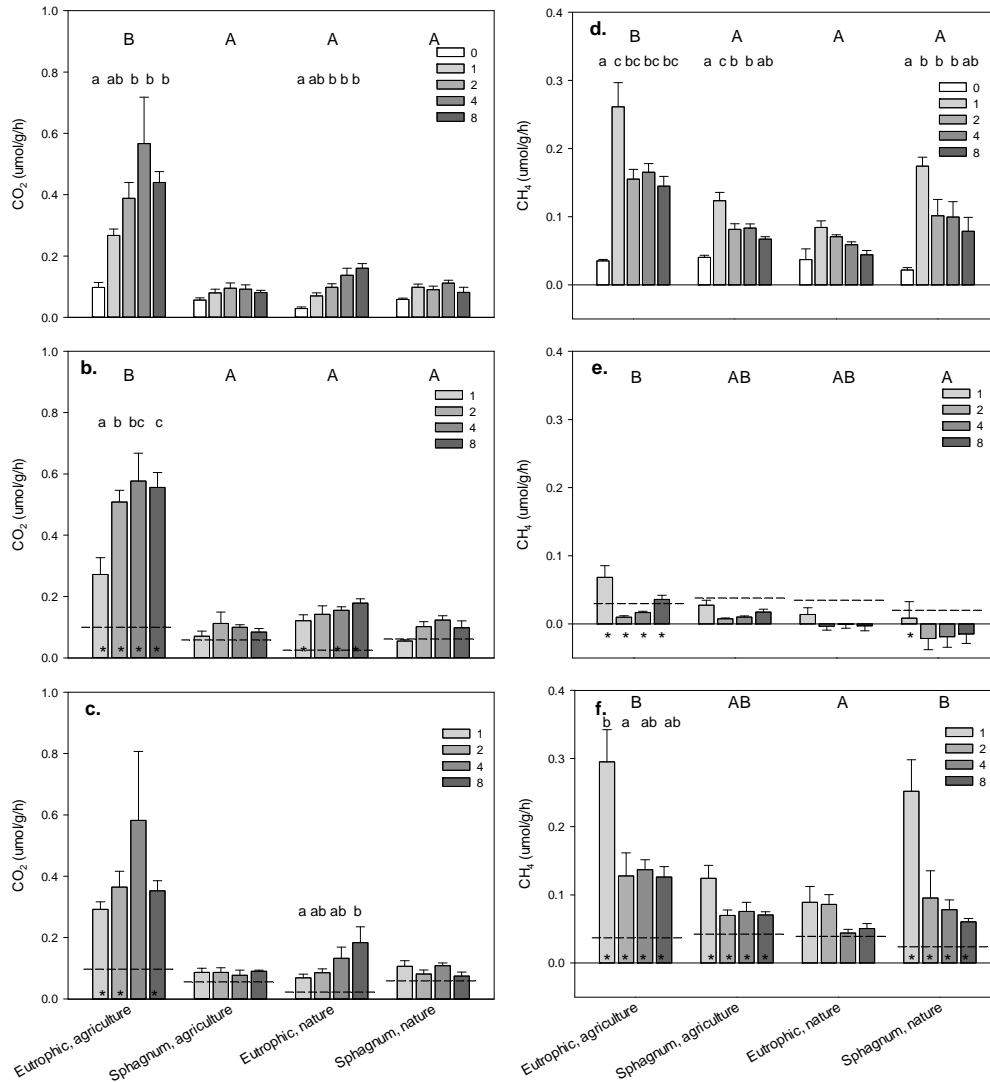 1.0
0.8
0.6
0.4
0.2
0.0
CO2 (umol/g/h)
B A A A
a ab b b b
a ab b b b
0
1
2
4
8
d.
0.4
0.3
0.2
0.1
0.0
CH4 (umol/g/h)
B A A A
a c bc bc bc
a c b b ab
a b b b ab
0
1
2
4
8
b.
1.0
0.8
0.6
0.4
0.2
0.0
CO2 (umol/g/h)
B A A A
a b bc c
1
2
4
8
* * * *
* * *
e.
0.4
0.3
0.2
0.1
0.0
CH4 (umol/g/h)
B AB AB A
1
2
4
8
* * * *
*
c.
1.0
0.8
0.6
0.4
0.2
0.0
CO2 (umol/g/h)
a ab ab b
1
2
4
8
* * *
Eutrophic, agriculture
Sphagnum, agriculture
Eutrophic, nature
Sphagnum, nature
f.
0.4
0.3
0.2
0.1
0.0
CH4 (umol/g/h)
B AB A B
b a ab ab
1
2
4
8
* * * *
* * * *
* * * *
Eutrophic, agriculture
Sphagnum, agriculture
Eutrophic, nature
Sphagnum, nature